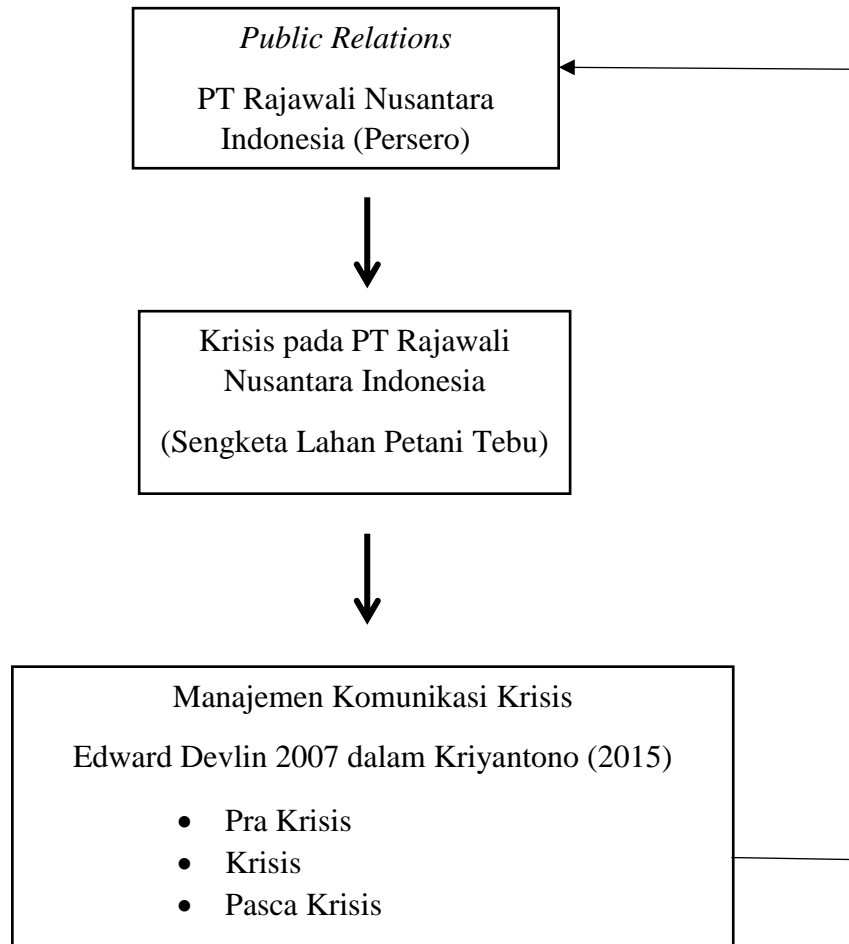 Public Relations
PT Rajawali Nusantara
Indonesia (Persero)
Krisis pada PT Rajawali
Nusantara Indonesia
(Sengketa Lahan Petani Tebu)
Manajemen Komunikasi Krisis
Edward Devlin 2007 dalam Kriyantono (2015)
• Pra Krisis
• Krisis
• Pasca Krisis